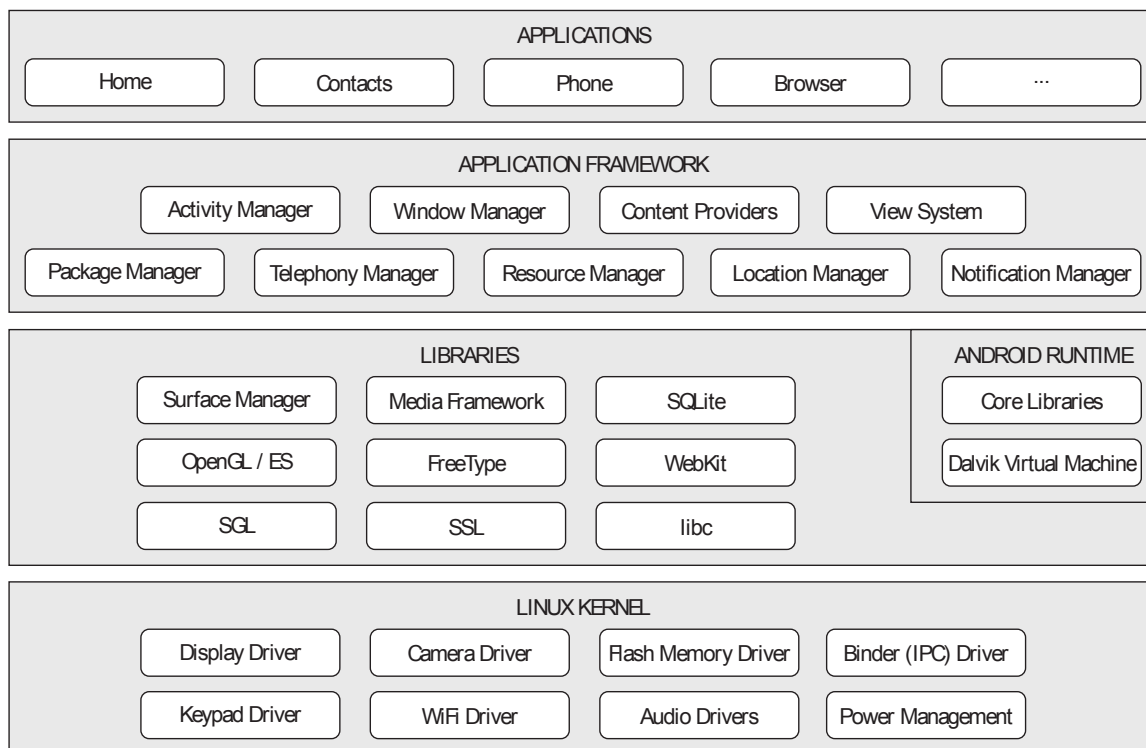 APPLICATIONS
Home Contacts Phone Browser ...
APPLICATION FRAMEWORK
Activity Manager Window Manager Content Providers View System
Package Manager Telephony Manager Resource Manager Location Manager Notification Manager
LIBRARIES ANDROID RUNTIME
Surface Manager Media Framework SQLite Core Libraries
OpenGL / ES FreeType WebKit Dalvik Virtual Machine
SGL SSL libc
LINUX KERNEL
Display Driver Camera Driver Flash Memory Driver Binder (IPC) Driver
Keypad Driver WiFi Driver Audio Drivers Power Management